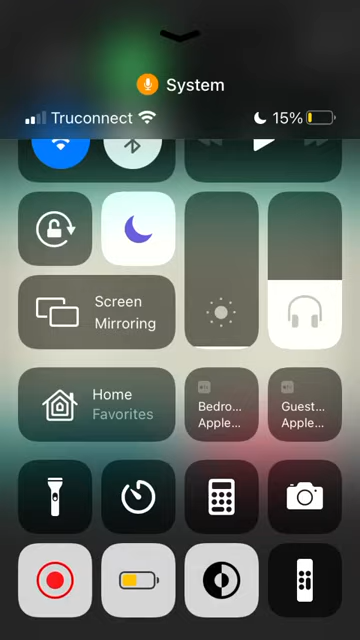 System
Truconnect
15%
Screen
Mirroring
Home
Favorites
Bedro...
Apple...
Guest...
Apple...